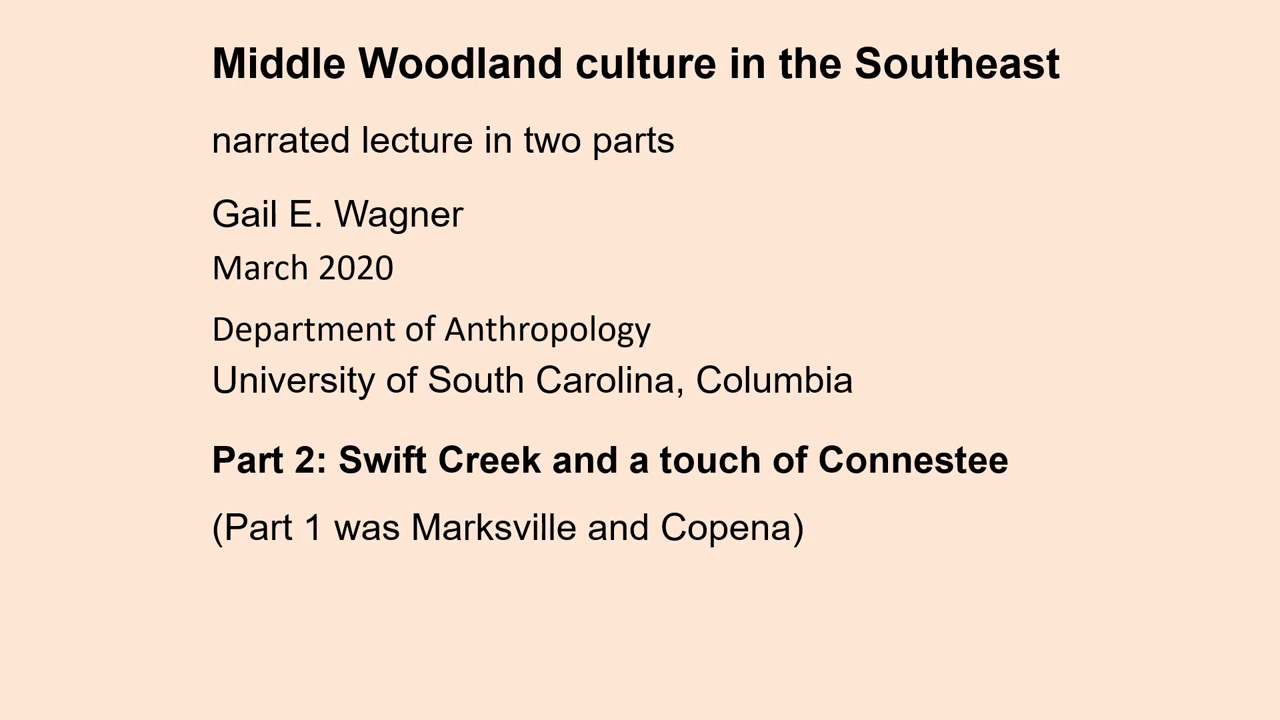 Middle Woodland culture in the Southeast
narrated lecture in two parts
Gail E. Wagner
March 2020
Department of Anthropology
University of South Carolina, Columbia
Part 2: Swift Creek and a touch of Connestee
(Part 1 was Marksville and Copena)